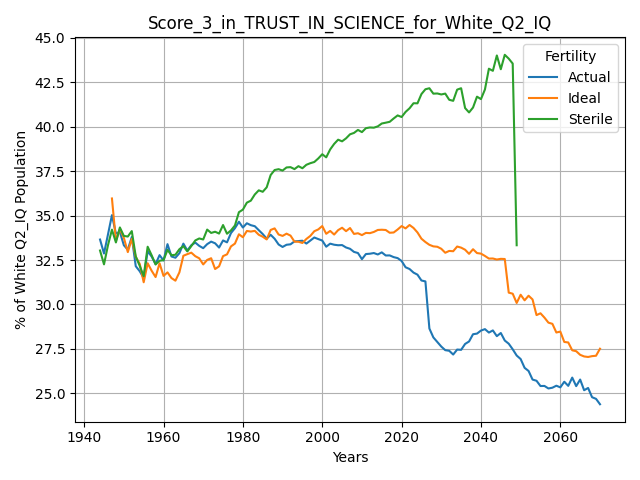 Score_3_in_TRUST_IN_SCIENCE_for_White_Q2_IQ
% of White Q2_IQ Population
45.0
42.5
40.0
37.5
35.0
32.5
30.0
27.5
25.0
Fertility
Actual
Ideal
Sterile
1940 1960 1980 2000 2020 2040 2060
Years